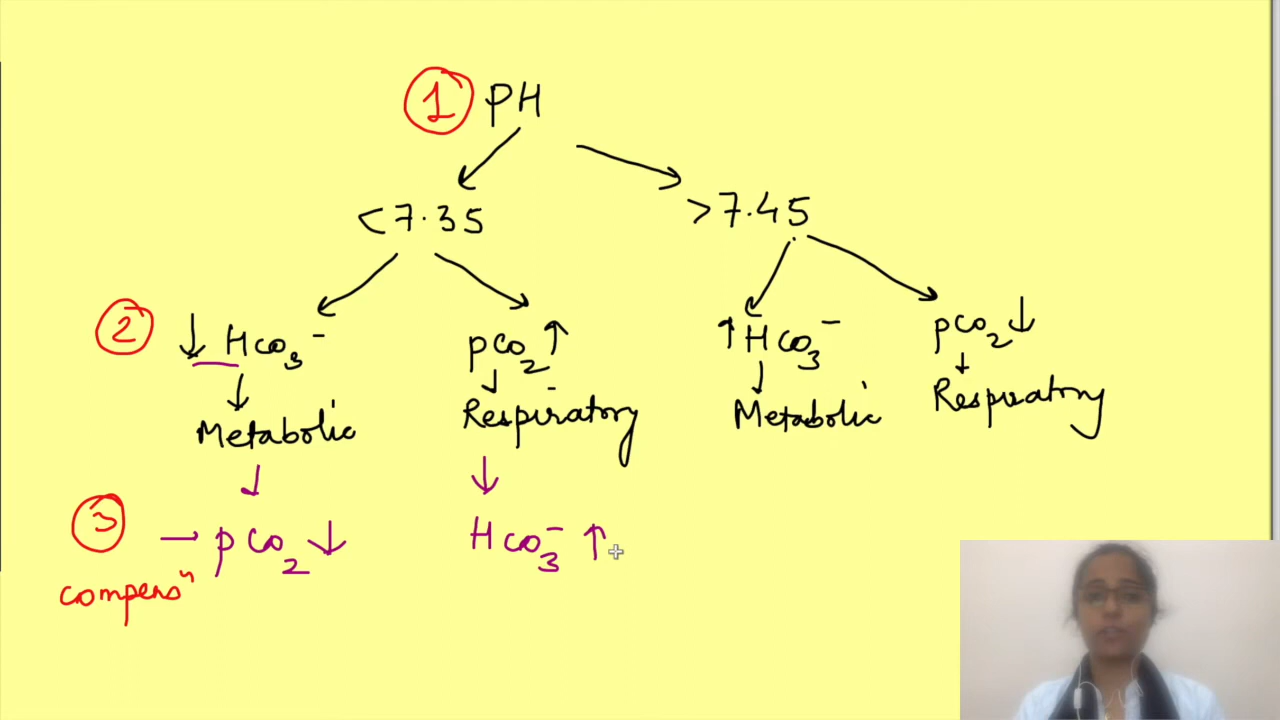 1 PH
<7.35 >7.45
2 ↓ HCO3⁻ pCO2 ↑ ↑ HCO3⁻ pCO2 ↓
Metabolic Respiratory Metabolic Respiratory
3 → pCO2 ↓ HCO3⁻ ↑
compensⁿ